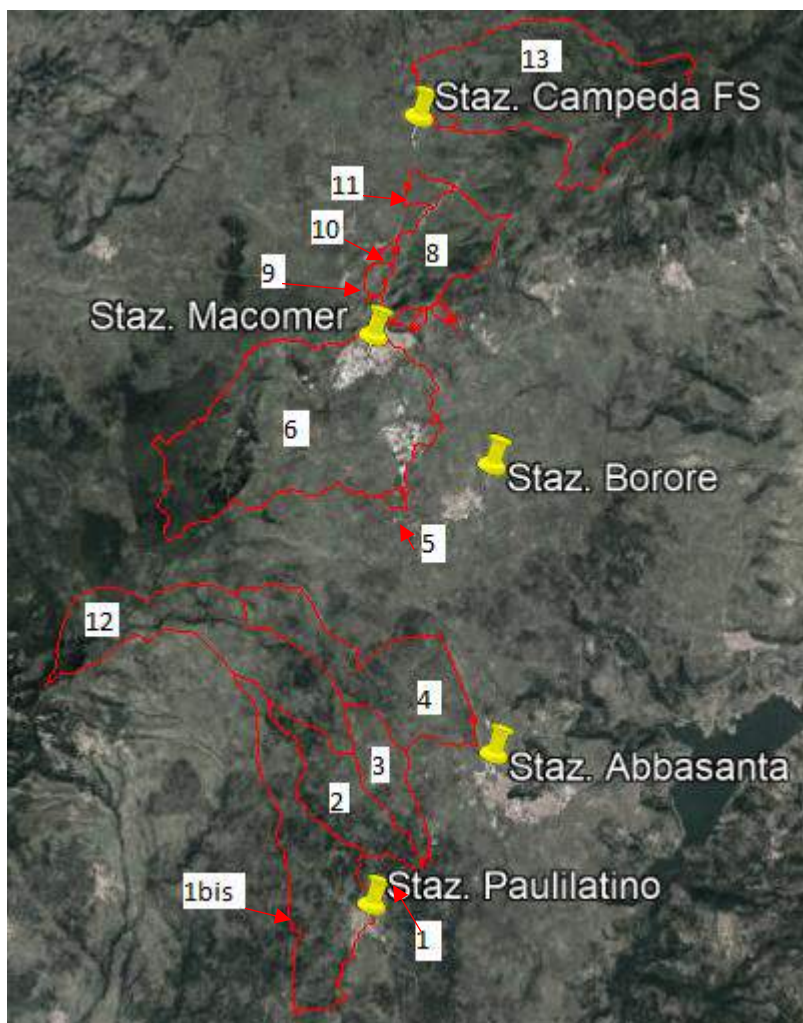 13
Staz. Campeda FS
11
10
8
9
Staz. Macomer
6
Staz. Borore
5
12
4
3
Staz. Abbasanta
2
Staz. Paulilatino
1bis
1